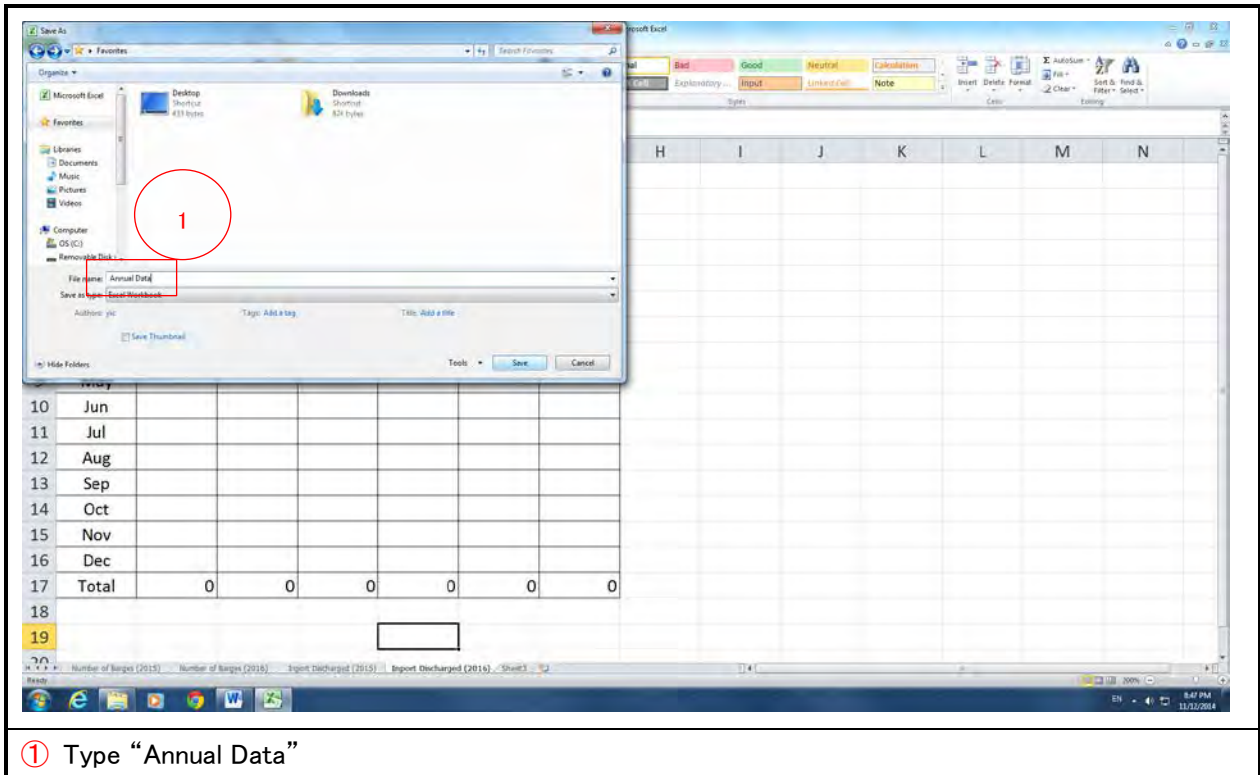 Save As
Microsoft Excel
Favorites
Search Favorites
Organize
Microsoft Excel
Favorites
Libraries
Documents
Music
Pictures
Videos
Computer
OS (C:)
Removable Disk
Desktop
Shortcut
Downloads
Shortcut
1
File name: Annual Data
Save as type: Excel Workbook
Authors:
Tags: Add a tag
Title: Add a title
Save Thumbnail
Hide Folders
Tools
Save
Cancel
Bad Good Neutral Calculation
Explanatory ... Input Linked Cell Note
Styles
Insert Delete Format
Cells
Σ AutoSum
Fill
Clear
Sort & Filter
Find & Select
Editing
H I J K L M N
May
10 Jun
11 Jul
12 Aug
13 Sep
14 Oct
15 Nov
16 Dec
17 Total 0 0 0 0 0 0
18
19
20
Number of Barges (2015) Number of Barges (2016) Inport Discharged (2015) Inport Discharged (2016) Sheet3
Ready
200%
EN
8:47 PM
11/12/2014
① Type “Annual Data”